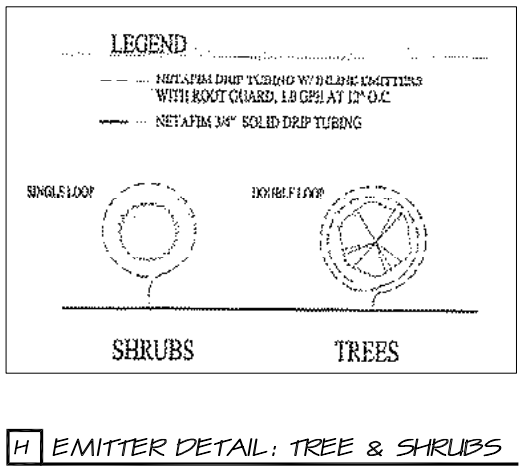 LEGEND
NETAFIM DRIP TUBING W/ INLINE EMITTERS
WITH ROOT GUARD, 1.0 GPH AT 12" O.C.
NETAFIM 3/4" SOLID DRIP TUBING
SINGLE LOOP
DOUBLE LOOP
SHRUBS
TREES
H EMITTER DETAIL: TREE & SHRUBS